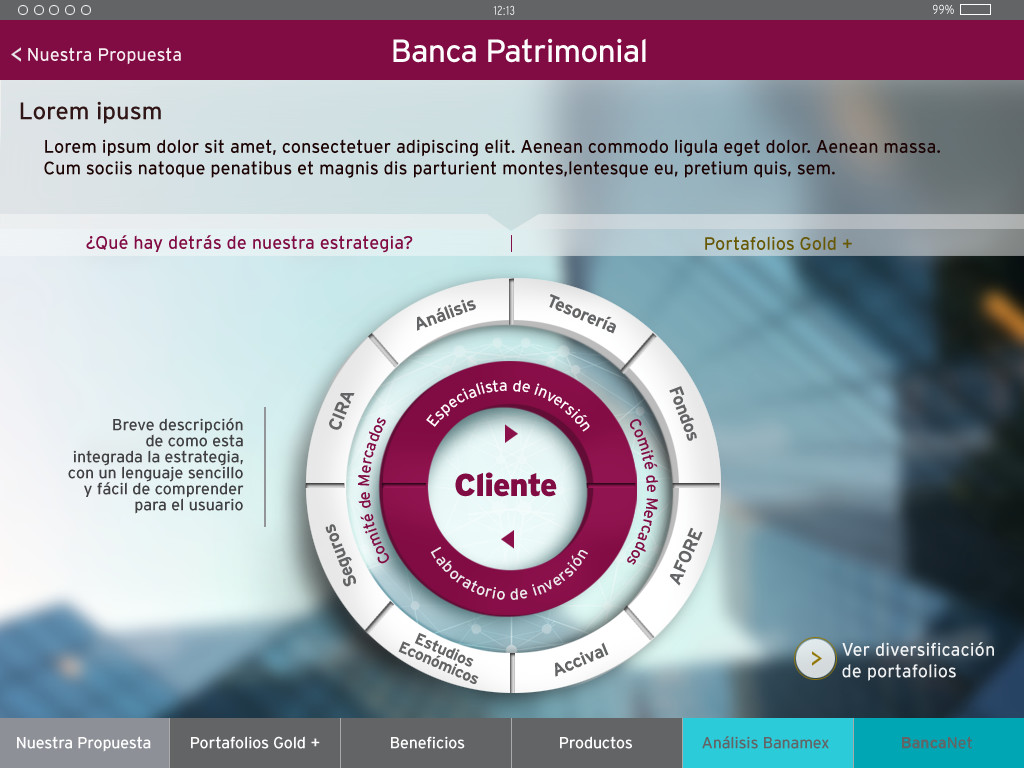 12:13
99%
< Nuestra Propuesta
Banca Patrimonial
Lorem ipusm
Lorem ipsum dolor sit amet, consectetuer adipiscing elit. Aenean commodo ligula eget dolor. Aenean massa.
Cum sociis natoque penatibus et magnis dis parturient montes,lentesque eu, pretium quis, sem.
¿Qué hay detrás de nuestra estrategia?
Portafolios Gold +
Análisis
Tesorería
CIRA
Fondos
Especialista de inversión
Comité de Mercados
Comité de Mercados
Breve descripción
de como esta
integrada la estrategia,
con un lenguaje sencillo
y fácil de comprender
para el usuario
Cliente
Seguros
AFORE
Laboratorio de inversión
Estudios
Económicos
Accival
Ver diversificación
de portafolios
Nuestra Propuesta
Portafolios Gold +
Beneficios
Productos
Análisis Banamex
BancaNet